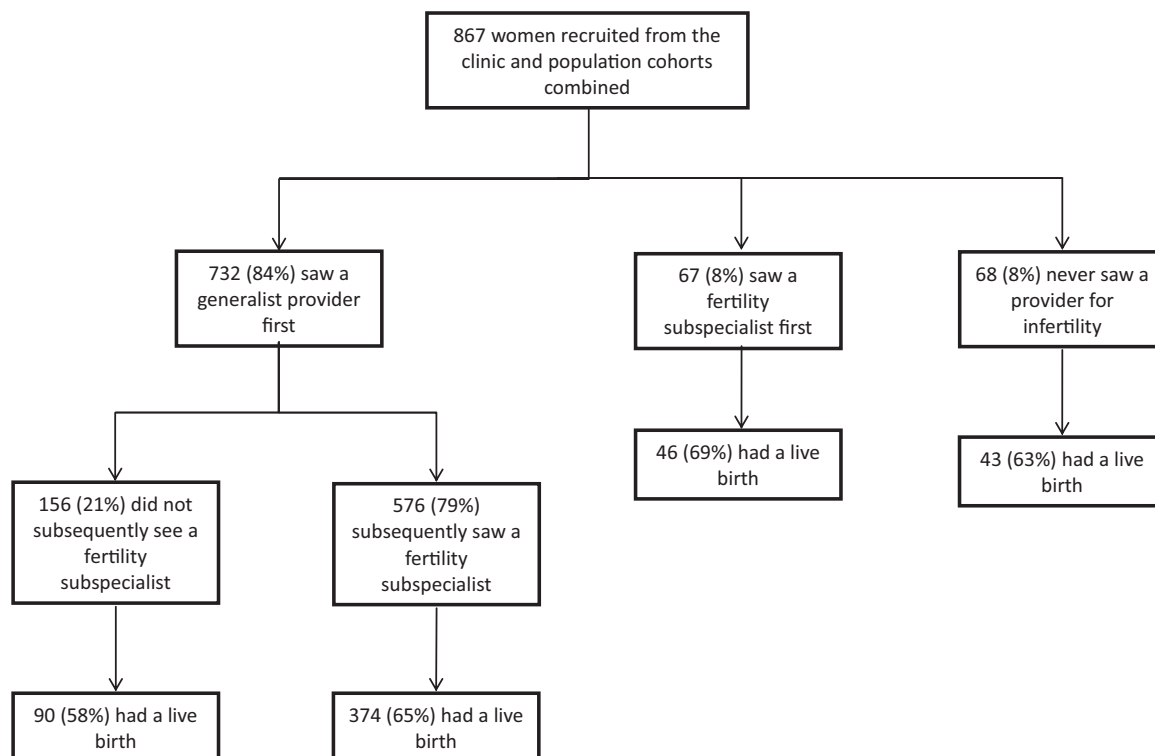 867 women recruited from the
clinic and population cohorts
combined
732 (84%) saw a
generalist provider
first
67 (8%) saw a
fertility
subspecialist first
68 (8%) never saw a
provider for
infertility
46 (69%) had a live
birth
43 (63%) had a live
birth
156 (21%) did not
subsequently see a
fertility
subspecialist
576 (79%)
subsequently saw a
fertility
subspecialist
90 (58%) had a live
birth
374 (65%) had a live
birth